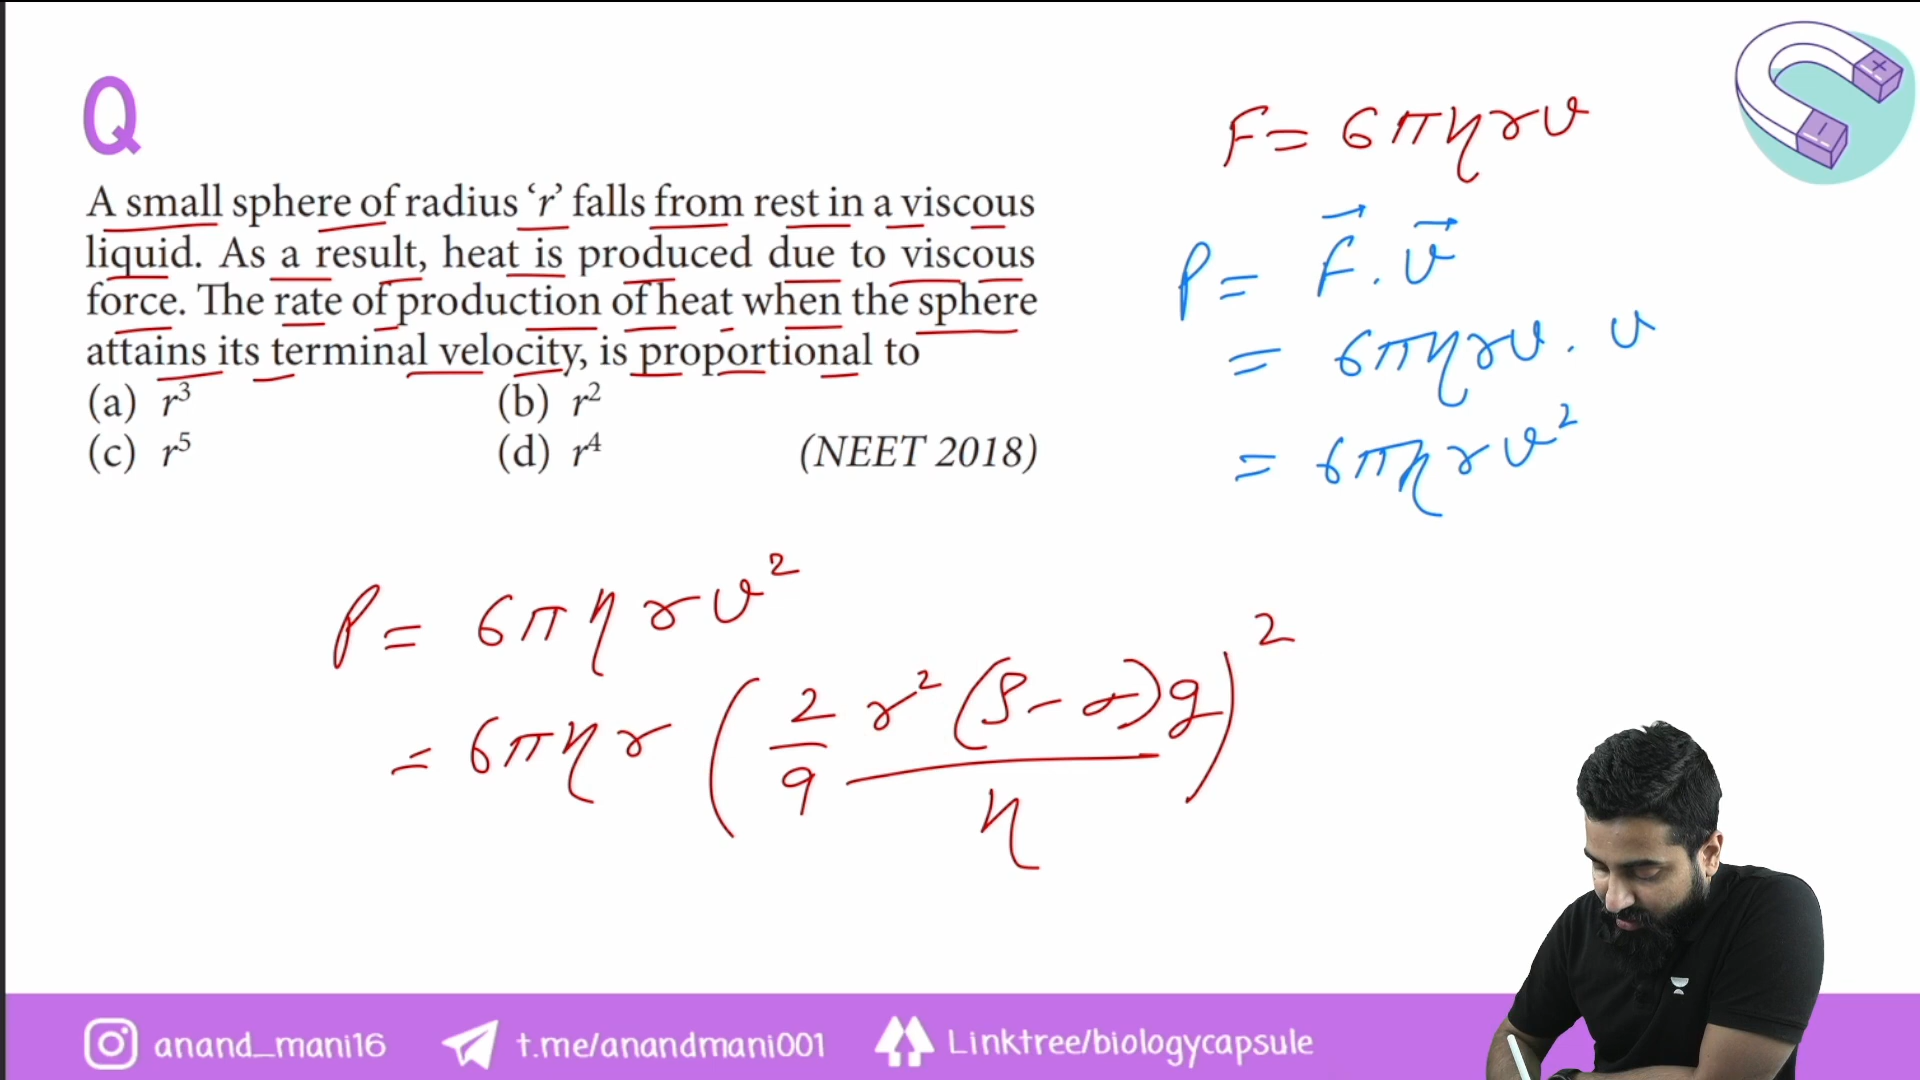 Q
A small sphere of radius ‘r’ falls from rest in a viscous
liquid. As a result, heat is produced due to viscous
force. The rate of production of heat when the sphere
attains its terminal velocity, is proportional to
(a) r³ (b) r²
(c) r⁵ (d) r⁴ (NEET 2018)
F = 6πηrv
P = F⃗ . v⃗
= 6πηrv . v
= 6πηrv²
P = 6πηrv²
= 6πηr (2/9 r²(ρ-σ)g/η)²
+
-
anand_mani16
t.me/anandmani001
Linktree/biologycapsule